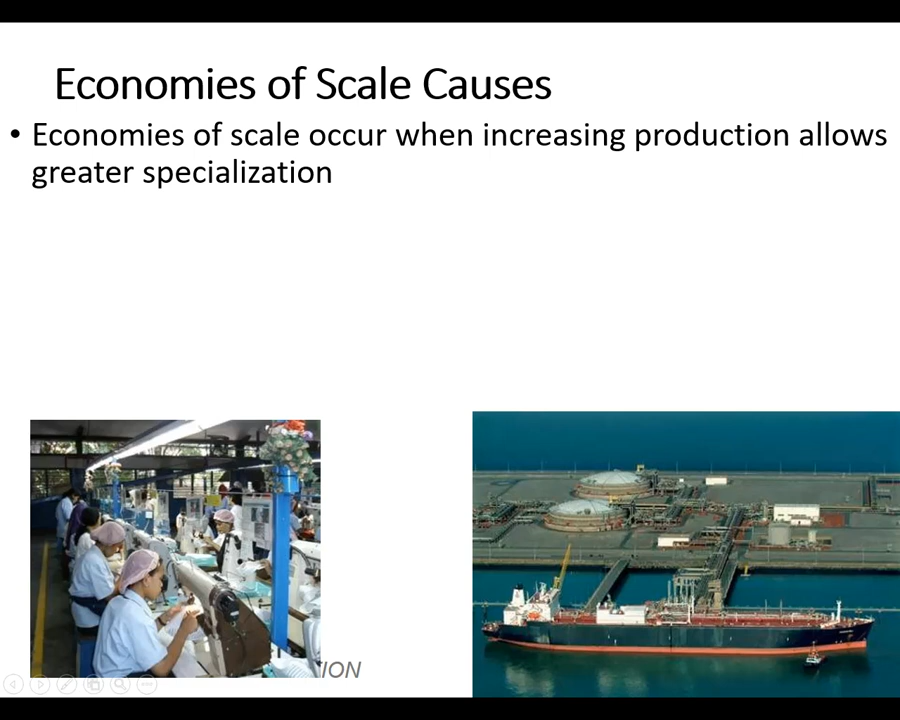 Economies of Scale Causes
• Economies of scale occur when increasing production allows
greater specialization
ION